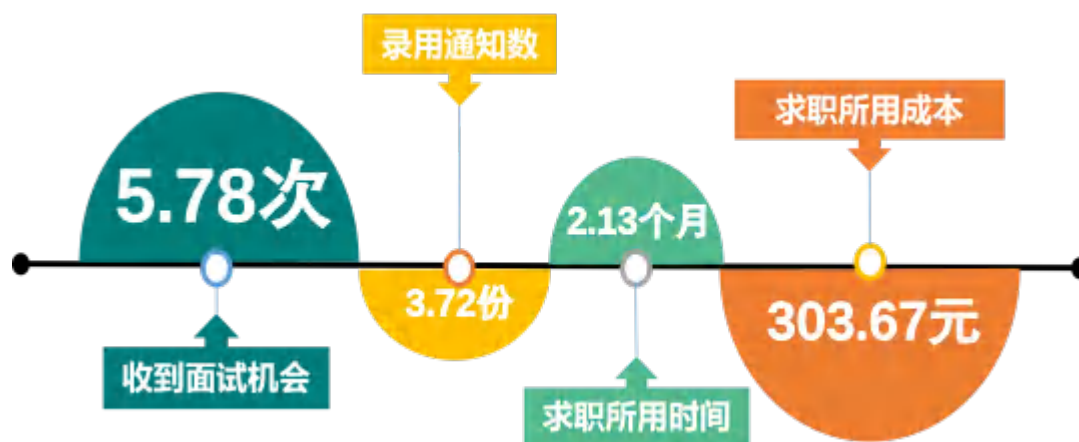 录用通知数
求职所用成本
5.78次
2.13个月
3.72份
303.67元
收到面试机会
求职所用时间